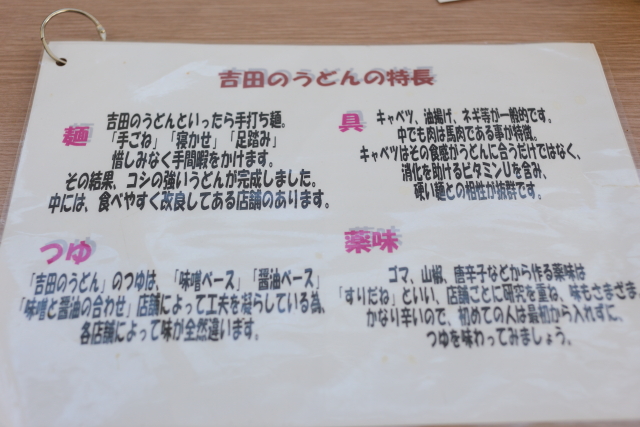 吉田のうどんの特長
麺
吉田のうどんといったら手打ち麺。
「手こね」「寝かせ」「足踏み」
惜しみなく手間暇をかけます。
その結果、コシの強いうどんが完成しました。
中には、食べやすく改良してある店舗のあります。
具
キャベツ、油揚げ、ネギ等が一般的です。
中でも肉は馬肉である事が特徴。
キャベツはその食感がうどんに合うだけではなく、
消化を助けるビタミンUを含み、
硬い麺との相性が抜群です。
つゆ
「吉田のうどん」のつゆは、「味噌ベース」「醤油ベース」
「味噌と醤油の合わせ」店舗によって工夫を凝らしている為、
各店舗によって味が全然違います。
薬味
ゴマ、山椒、唐辛子などから作る薬味は
「すりだね」といい、店舗ごとに研究を重ね、味もさまざま
かなり辛いので、初めての人は最初から入れずに、
つゆを味わってみましょう。